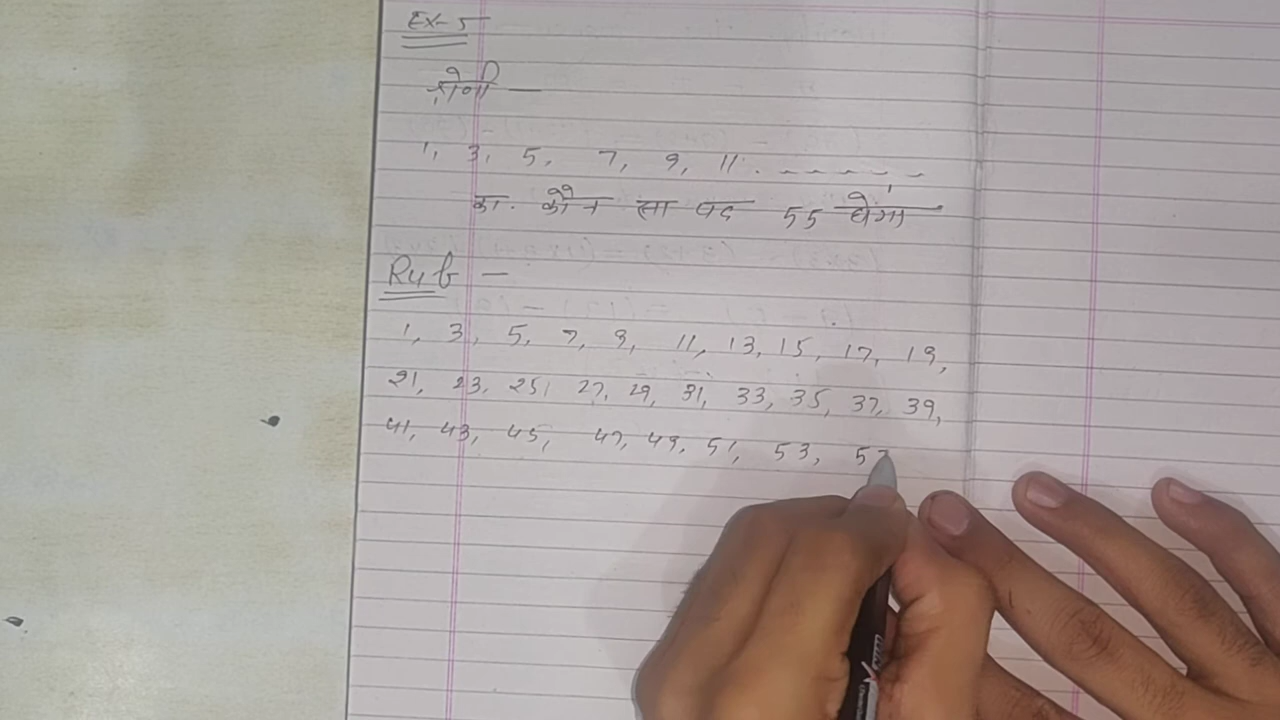 EX-5
श्रेणी —
1, 3, 5, 7, 9, 11. - - - - - -
का. कौन सा पद 55 होगा
Rub —
1, 3, 5, 7, 9, 11, 13, 15, 17, 19,
21, 23, 25, 27, 29, 31, 33, 35, 37, 39,
41, 43, 45, 47, 49, 51, 53, 5